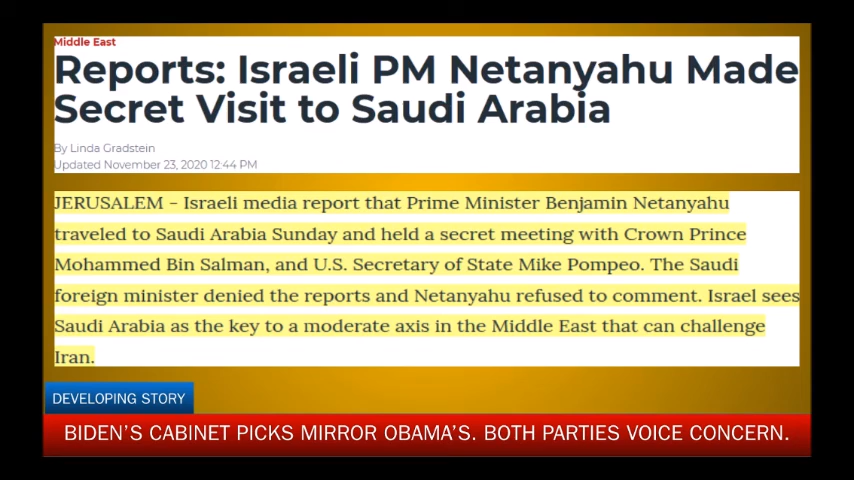 Middle East
Reports: Israeli PM Netanyahu Made
Secret Visit to Saudi Arabia
By Linda Gradstein
Updated November 23, 2020 12:44 PM
JERUSALEM – Israeli media report that Prime Minister Benjamin Netanyahu
traveled to Saudi Arabia Sunday and held a secret meeting with Crown Prince
Mohammed Bin Salman, and U.S. Secretary of State Mike Pompeo. The Saudi
foreign minister denied the reports and Netanyahu refused to comment. Israel sees
Saudi Arabia as the key to a moderate axis in the Middle East that can challenge
Iran.
DEVELOPING STORY
BIDEN'S CABINET PICKS MIRROR OBAMA'S. BOTH PARTIES VOICE CONCERN.